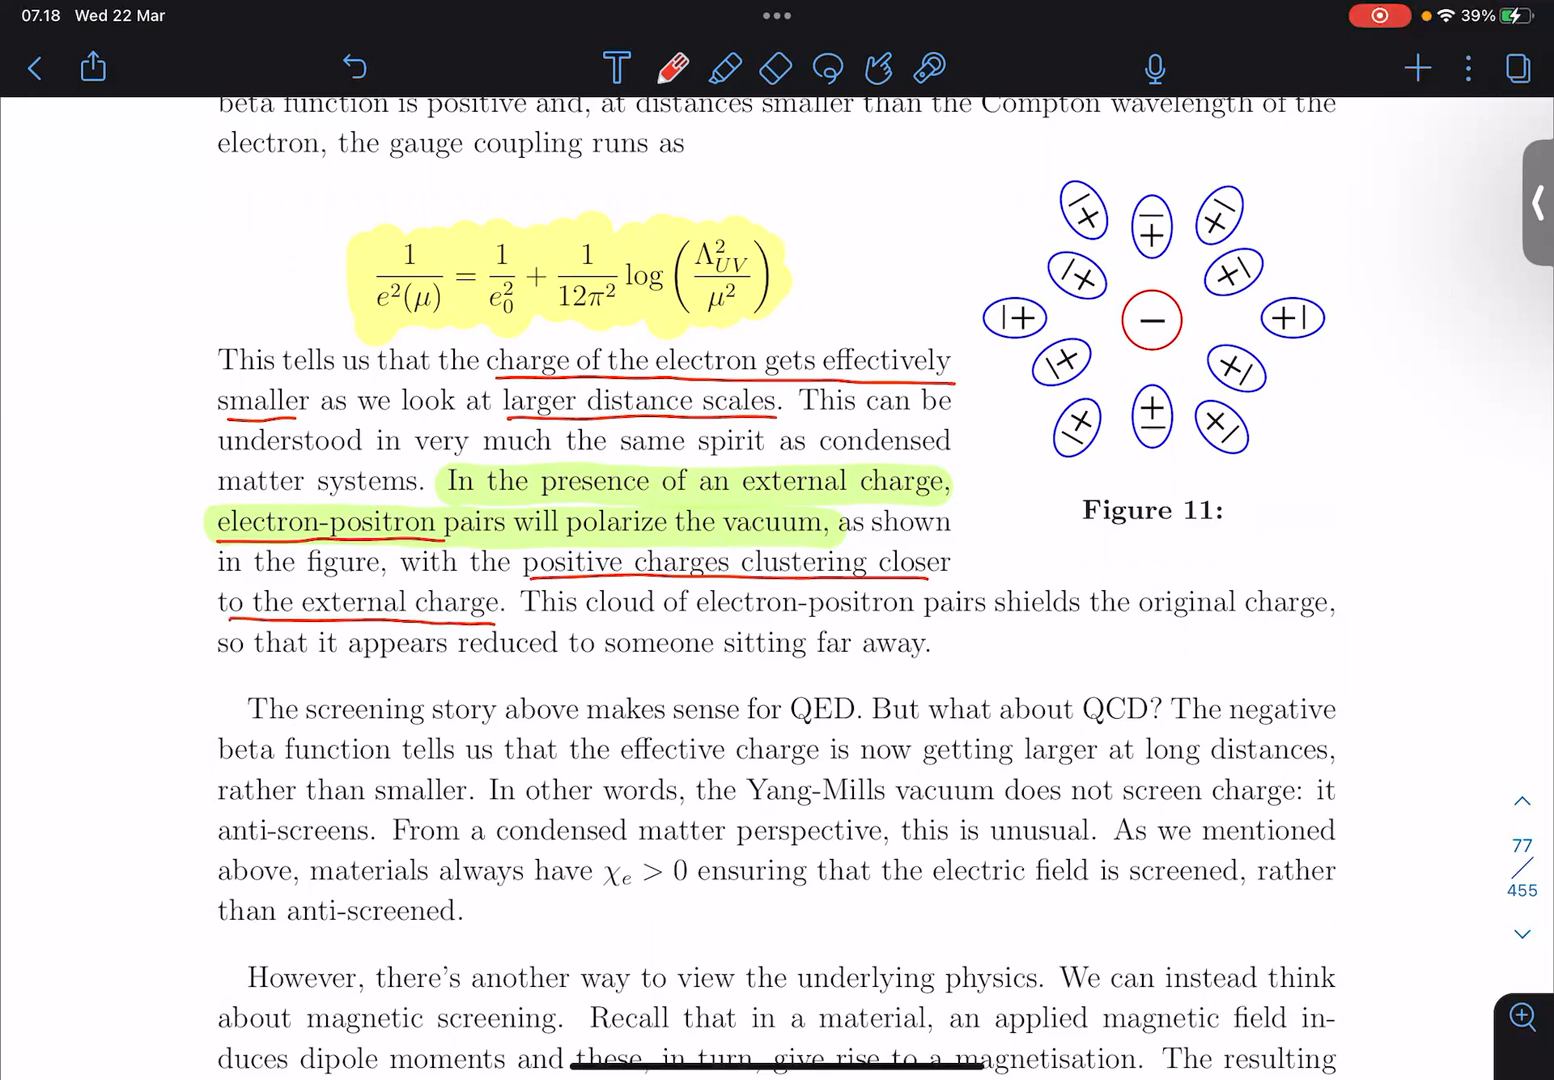 07.18 Wed 22 Mar
39%
beta function is positive and, at distances smaller than the Compton wavelength of the
electron, the gauge coupling runs as
1/e²(μ) = 1/e₀² + 1/12π² log (Λ²_UV/μ²)
This tells us that the charge of the electron gets effectively
smaller as we look at larger distance scales. This can be
understood in very much the same spirit as condensed
matter systems. In the presence of an external charge,
electron-positron pairs will polarize the vacuum, as shown
in the figure, with the positive charges clustering closer
to the external charge. This cloud of electron-positron pairs shields the original charge,
so that it appears reduced to someone sitting far away.
Figure 11:
The screening story above makes sense for QED. But what about QCD? The negative
beta function tells us that the effective charge is now getting larger at long distances,
rather than smaller. In other words, the Yang-Mills vacuum does not screen charge: it
anti-screens. From a condensed matter perspective, this is unusual. As we mentioned
above, materials always have χₑ > 0 ensuring that the electric field is screened, rather
than anti-screened.
However, there's another way to view the underlying physics. We can instead think
about magnetic screening. Recall that in a material, an applied magnetic field in-
duces dipole moments and these, in turn, give rise to a magnetisation. The resulting
77
/
455